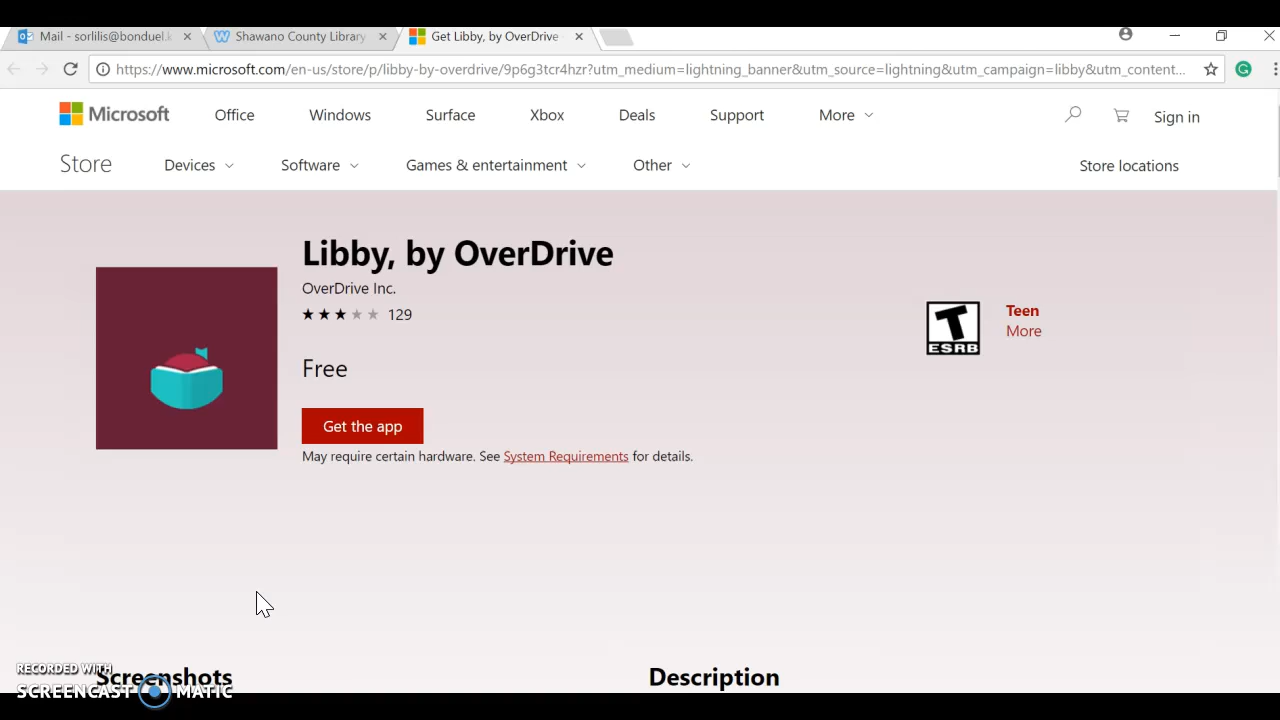 Mail - sorlilis@bonduel.k
Shawano County Library
Get Libby, by OverDrive
https://www.microsoft.com/en-us/store/p/libby-by-overdrive/9p6g3tcr4hzr?utm_medium=lightning_banner&utm_source=lightning&utm_campaign=libby&utm_content...
Microsoft Office Windows Surface Xbox Deals Support More Sign in
Store Devices Software Games & entertainment Other Store locations
Libby, by OverDrive
OverDrive Inc.
129
Free
Get the app
May require certain hardware. See System Requirements for details.
T
ESRB
Teen
More
Screenshots
Description
RECORDED WITH
SCREENCAST MATIC